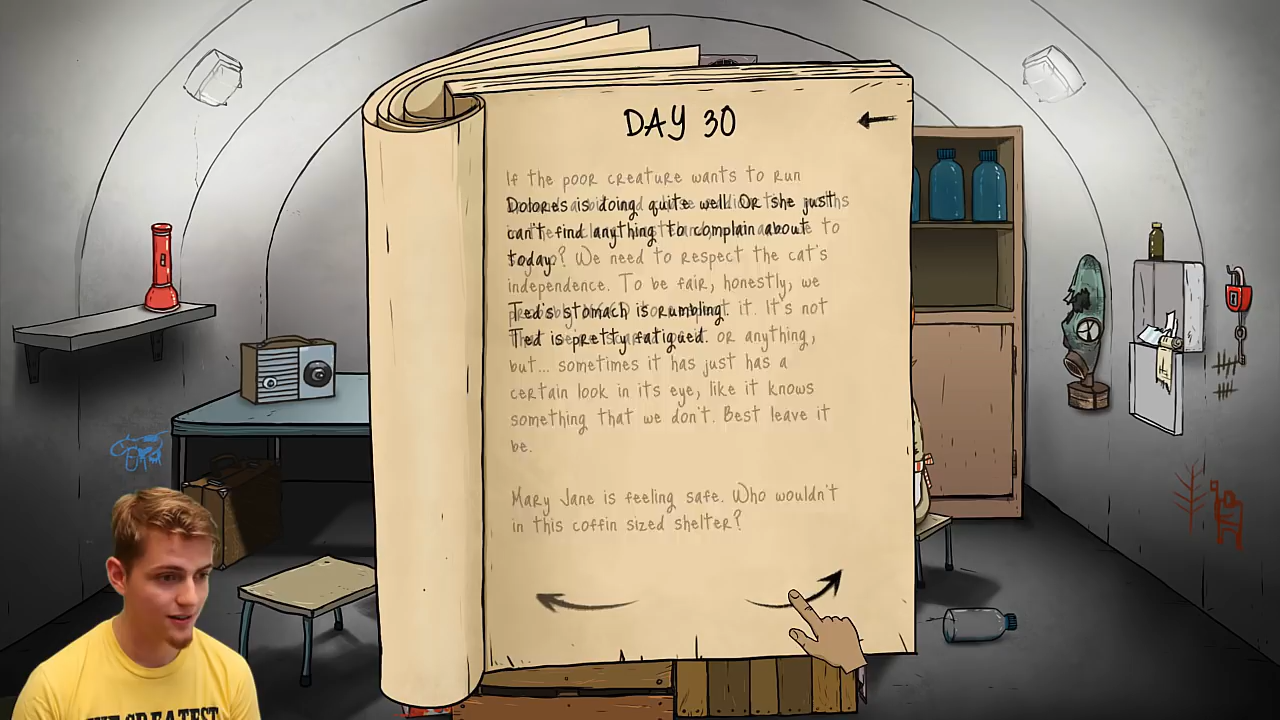 DAY 30
If the poor creature wants to run
Dolores is doing quite well. Or she just
can't find anything to complain about to
today. ? We need to respect the cat's
independence. To be fair, honestly, we
Ted's stomach is rumbling. it. It's not
Ted is pretty fatigued. or anything,
but... sometimes it has just has a
certain look in its eye, like it knows
something that we don't. Best leave it
be.
Mary Jane is feeling safe. Who wouldn't
in this coffin sized shelter?
THE GREATEST